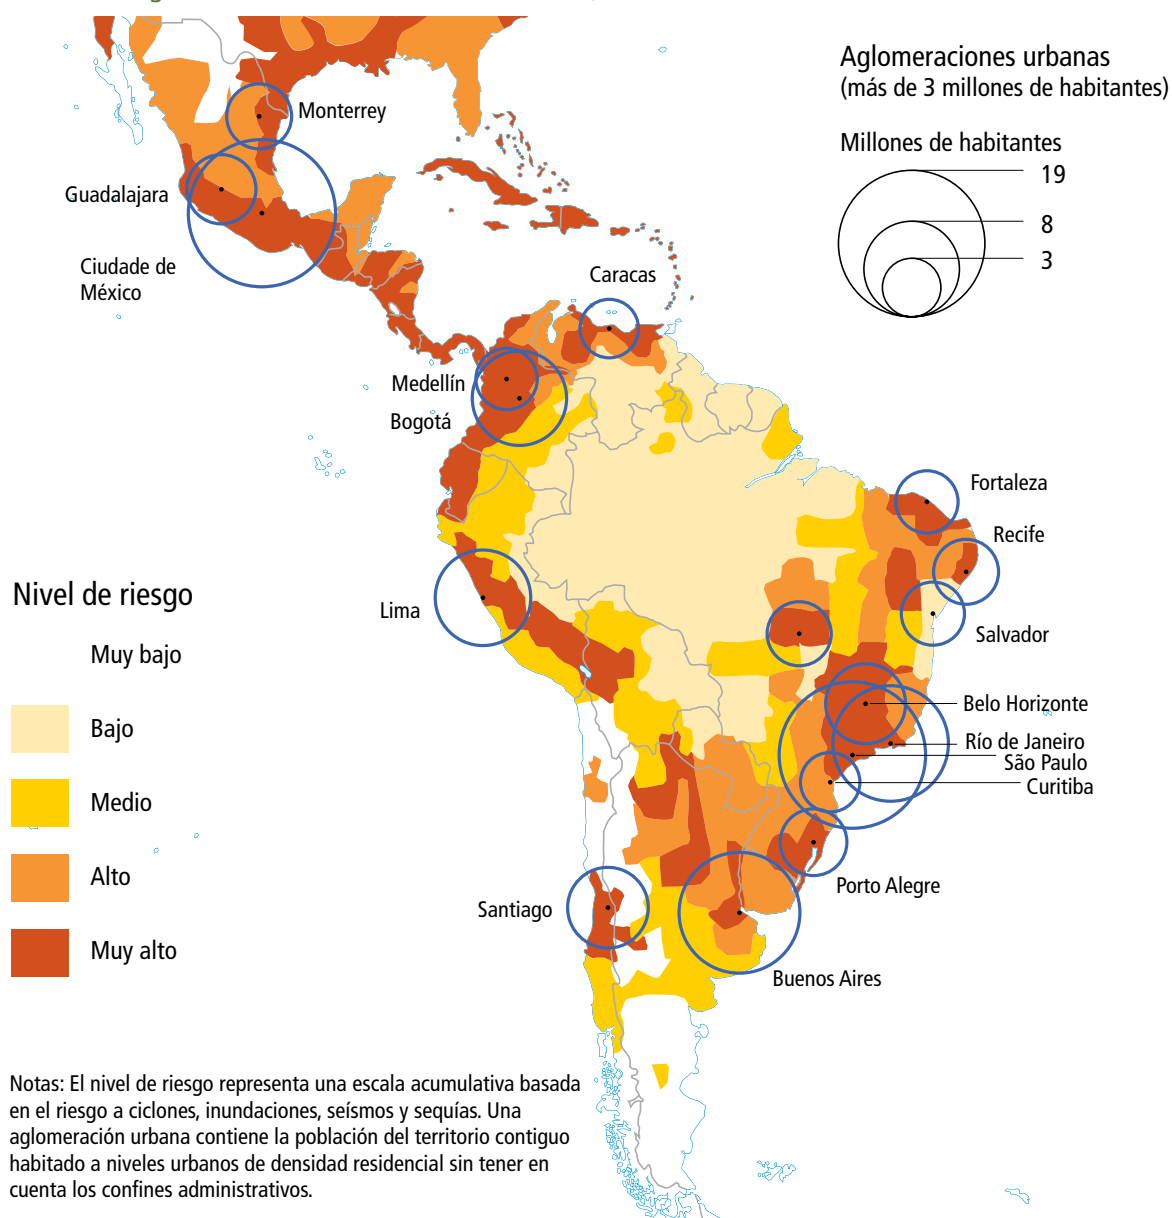 Aglomeraciones urbanas
(más de 3 millones de habitantes)
Millones de habitantes
19
8
3
Monterrey
Guadalajara
Ciudade de
México
Caracas
Medellín
Bogotá
Fortaleza
Recife
Lima
Salvador
Belo Horizonte
Río de Janeiro
São Paulo
Curitiba
Porto Alegre
Santiago
Buenos Aires
Nivel de riesgo
Muy bajo
Bajo
Medio
Alto
Muy alto
Notas: El nivel de riesgo representa una escala acumulativa basada
en el riesgo a ciclones, inundaciones, seísmos y sequías. Una
aglomeración urbana contiene la población del territorio contiguo
habitado a niveles urbanos de densidad residencial sin tener en
cuenta los confines administrativos.